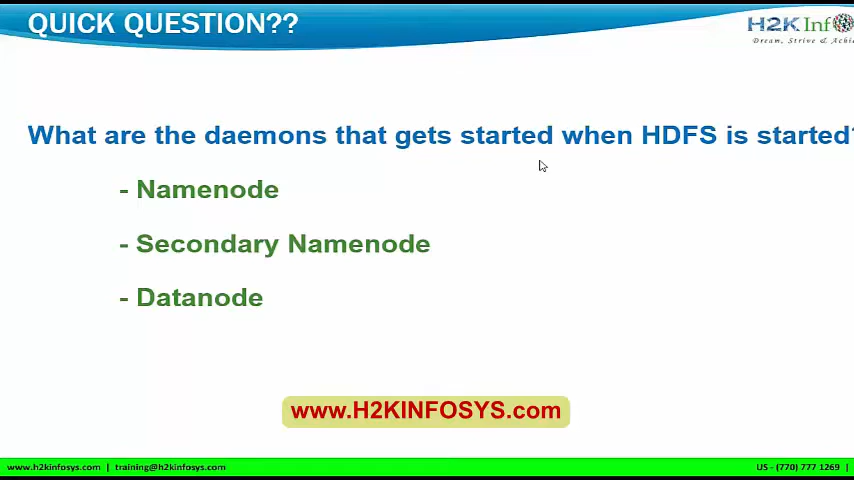 QUICK QUESTION??
H2K Inf
Dream, Strive & Achi
What are the daemons that gets started when HDFS is started?
- Namenode
- Secondary Namenode
- Datanode
www.H2KINFOSYS.com
www.h2kinfosys.com | training@h2kinfosys.com
US - (770) 777 1269 |